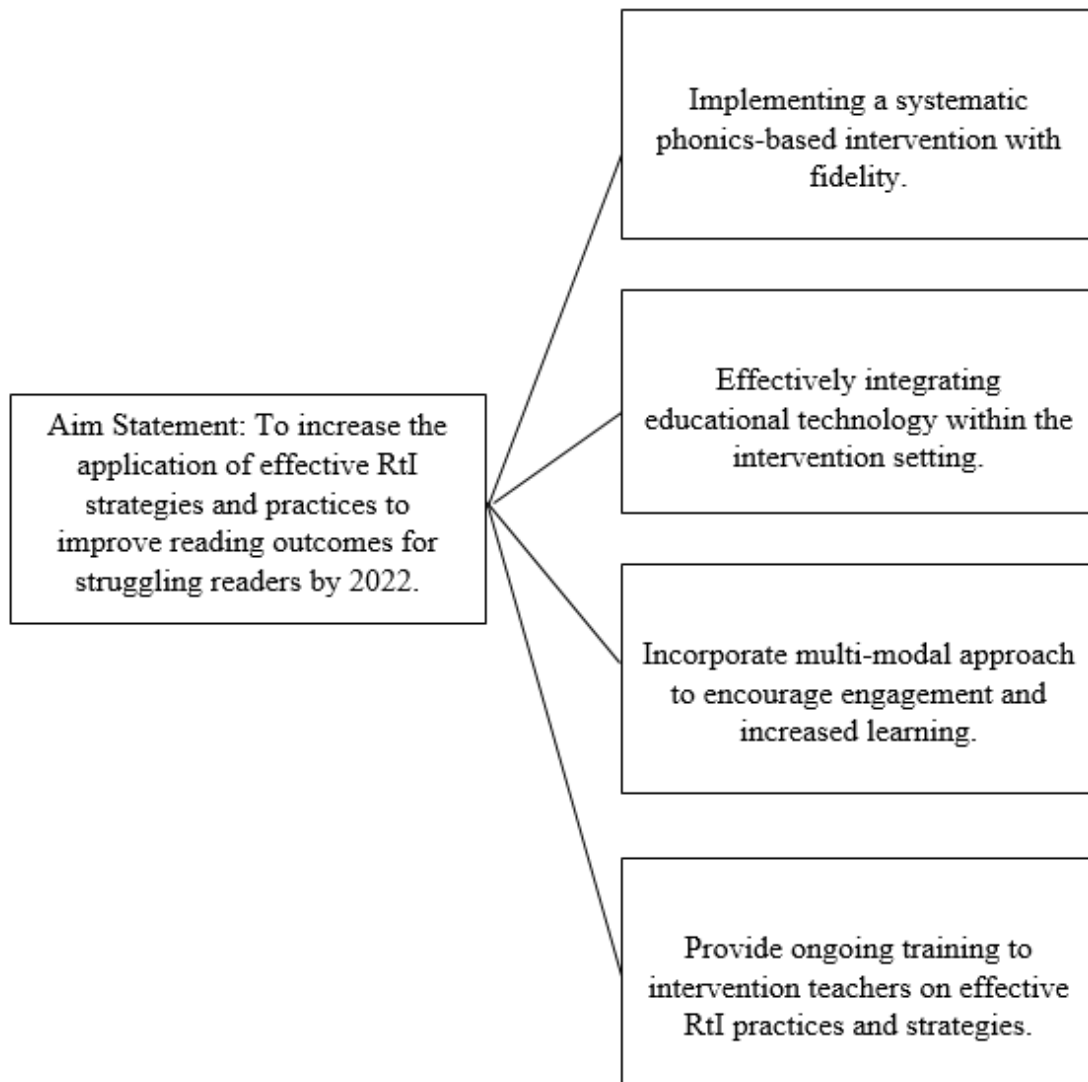 Implementing a systematic
phonics-based intervention with
fidelity.
Effectively integrating
educational technology within the
intervention setting.
Aim Statement: To increase the
application of effective RtI
strategies and practices to
improve reading outcomes for
struggling readers by 2022.
Incorporate multi-modal approach
to encourage engagement and
increased learning.
Provide ongoing training to
intervention teachers on effective
RtI practices and strategies.